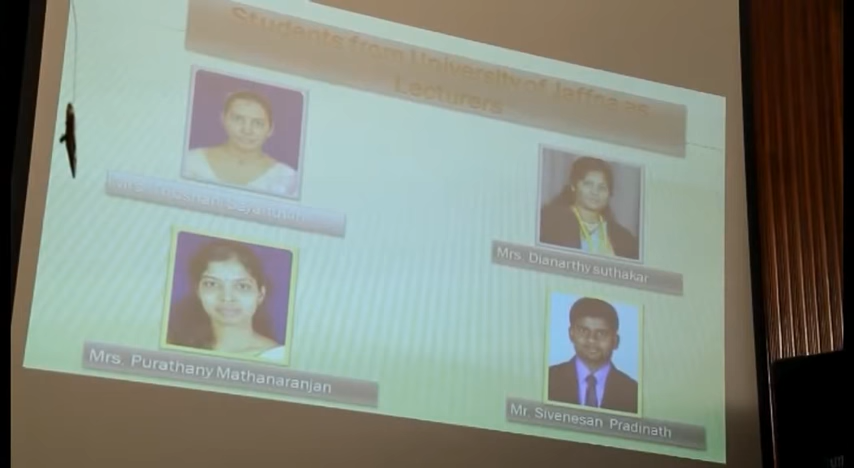 Students from University of Jaffna as
Lecturers
Mrs. Dianarthy suthakar
Mrs. Purathany Mathanaranjan
Mr. Sivenesan Pradinath